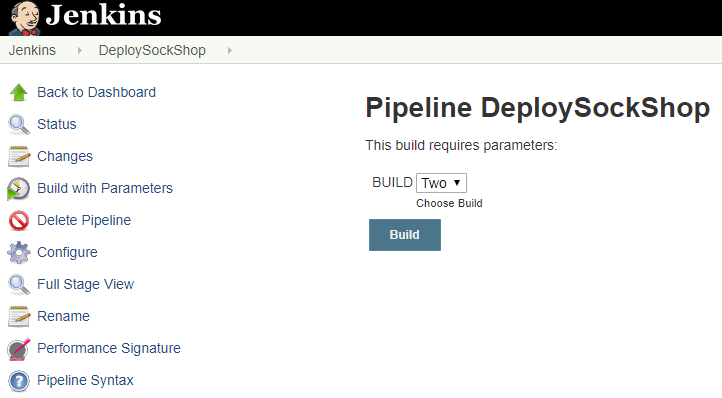 Jenkins
Jenkins DeploySockShop
Back to Dashboard
Status
Changes
Build with Parameters
Delete Pipeline
Configure
Full Stage View
Rename
Performance Signature
Pipeline Syntax
Pipeline DeploySockShop
This build requires parameters:
BUILD Two
Choose Build
Build